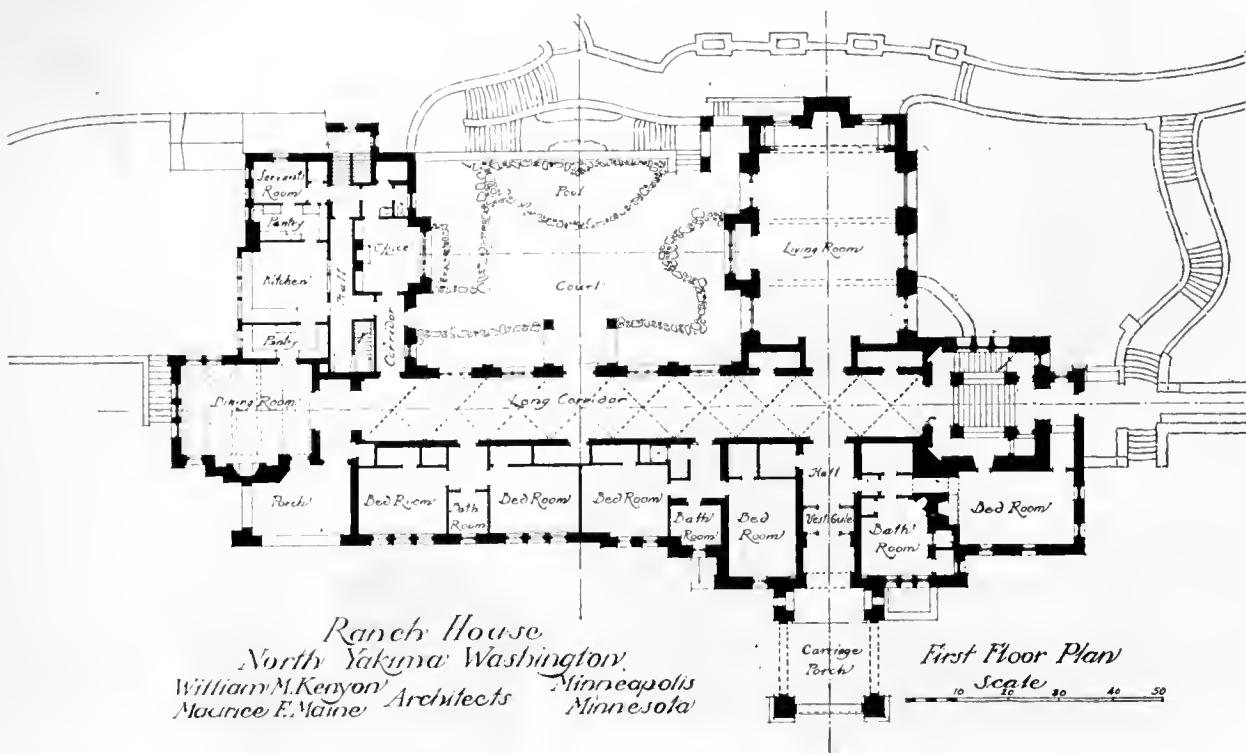 Servants
Room
Pantry
Kitchen
Pantry
Hall
Office
Corridor
Pool
Court
Living Room
Dining Room
Long Corridor
Porch
Bed Room
Bath
Room
Bed Room
Bed Room
Bath
Room
Bed
Room
Hall
Vestibule
Bath
Room
Bed Room
Carriage
Porch
Ranch House
North Yakima Washington
William M. Kenyon
Maurice F. Maine
Architects
Minneapolis
Minnesota
First Floor Plan
Scale
10 20 30 40 50